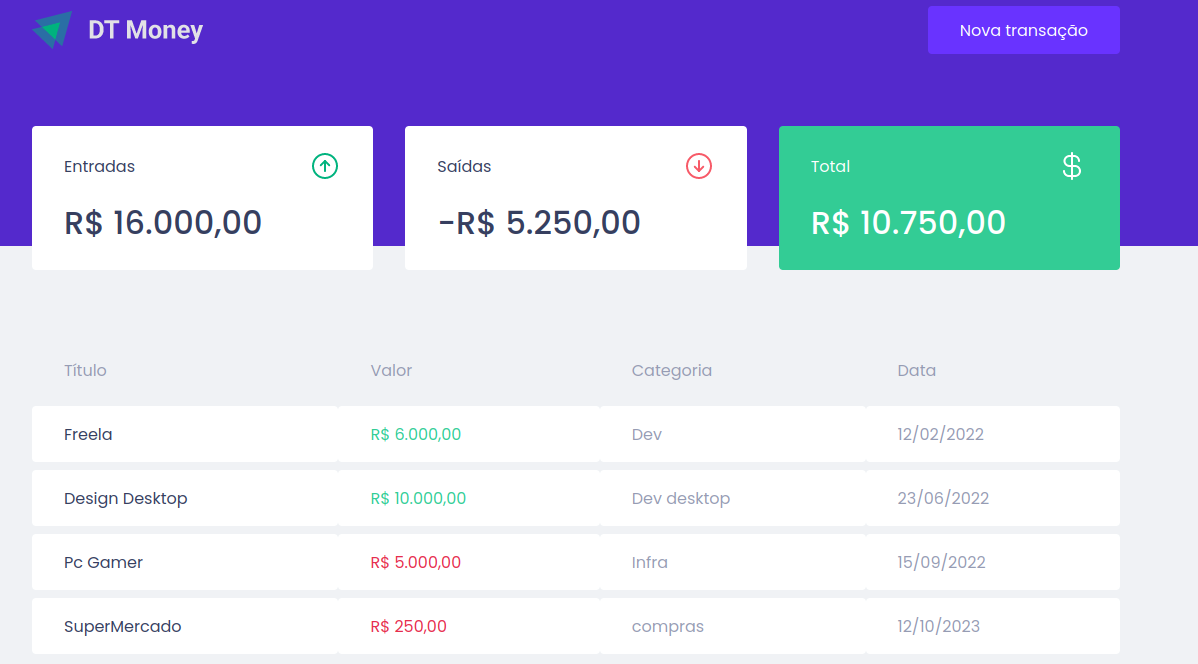 DT Money
Nova transação
Entradas
R$ 16.000,00
Saídas
-R$ 5.250,00
Total
$
R$ 10.750,00
Título Valor Categoria Data
Freela R$ 6.000,00 Dev 12/02/2022
Design Desktop R$ 10.000,00 Dev desktop 23/06/2022
Pc Gamer R$ 5.000,00 Infra 15/09/2022
SuperMercado R$ 250,00 compras 12/10/2023